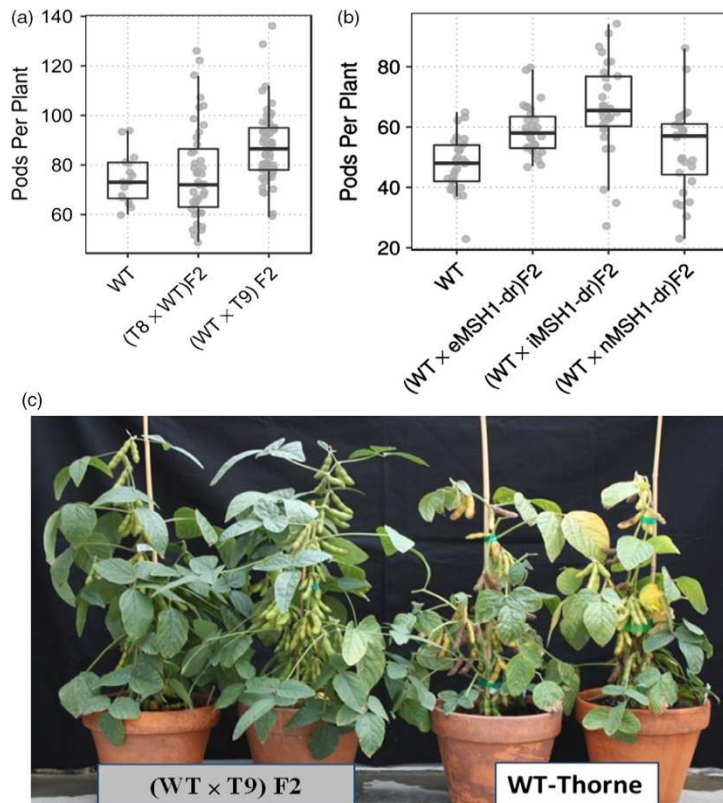 (a)
(b)
140
120
100
80
60
Pods Per Plant
WT
(T8 × WT)F2
(WT × T9) F2
80
60
40
20
Pods Per Plant
WT
(WT × eMSH1-dr)F2
(WT × iMSH1-dr)F2
(WT × nMSH1-dr)F2
(c)
(WT × T9) F2
WT-Thorne